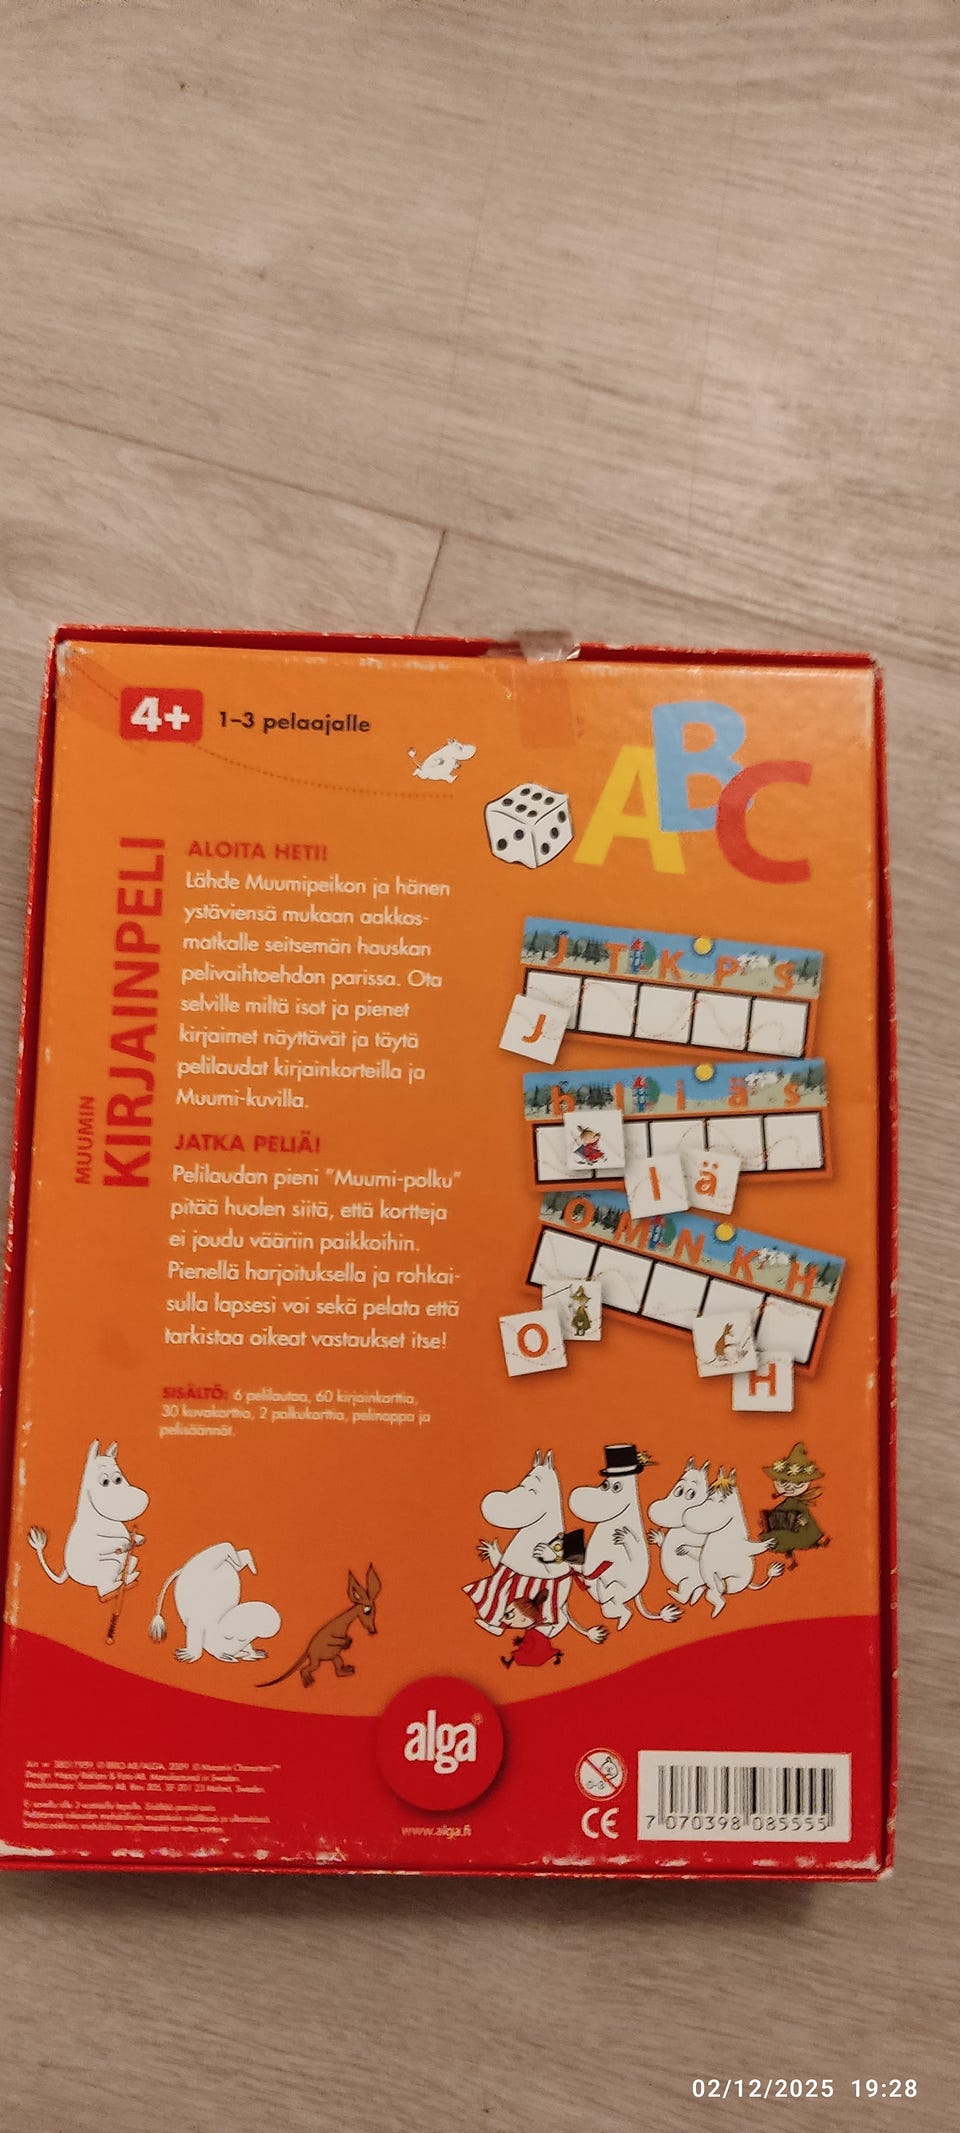 4+
1–3 pelaajalle
ABC
MUUMIN
KIRJAINPELI
ALOITA HETI!
Lähde Muumipeikon ja hänen
ystäviensä mukaan aakkos-
matkalle seitsemän hauskan
pelivaihtoehdon parissa. Ota
selville miltä isot ja pienet
kirjaimet näyttävät ja täytä
pelilaudat kirjainkorteilla ja
Muumi-kuvilla.
JATKA PELIÄ!
Pelilaudan pieni "Muumi-polku"
pitää huolen siitä, että kortteja
ei joudu vääriin paikkoihin.
Pienellä harjoituksella ja rohkai-
sulla lapsesi voi sekä pelata että
tarkistaa oikeat vastaukset itse!
SISÄLTÖ: 6 pelilautaa, 60 kirjainkorttia,
30 kuvakorttia, 2 polkukorttia, pelinoppa ja
pelisäännöt.
J T K P S
J
h l i ä s
l ä
Ö M N K H
O
H
alga®
www.alga.fi
0-3
CE
7 070398 085555
02/12/2025 19:28